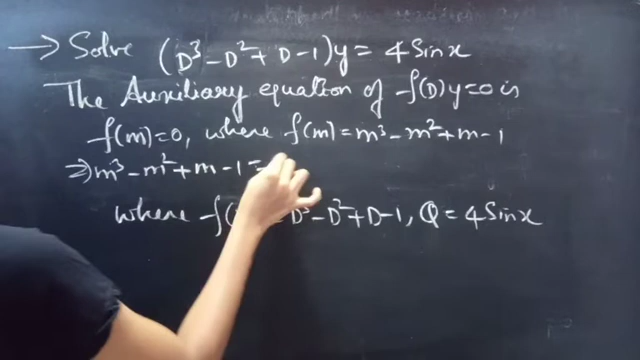 → Solve (D³ - D² + D - 1)y = 4 Sin x
The Auxiliary equation of f(D)y=0 is
f(m)=0, where f(m) = m³ - m² + m - 1
⇒ m³ - m² + m - 1 =
where f( D³ - D² + D - 1, Q = 4 Sin x